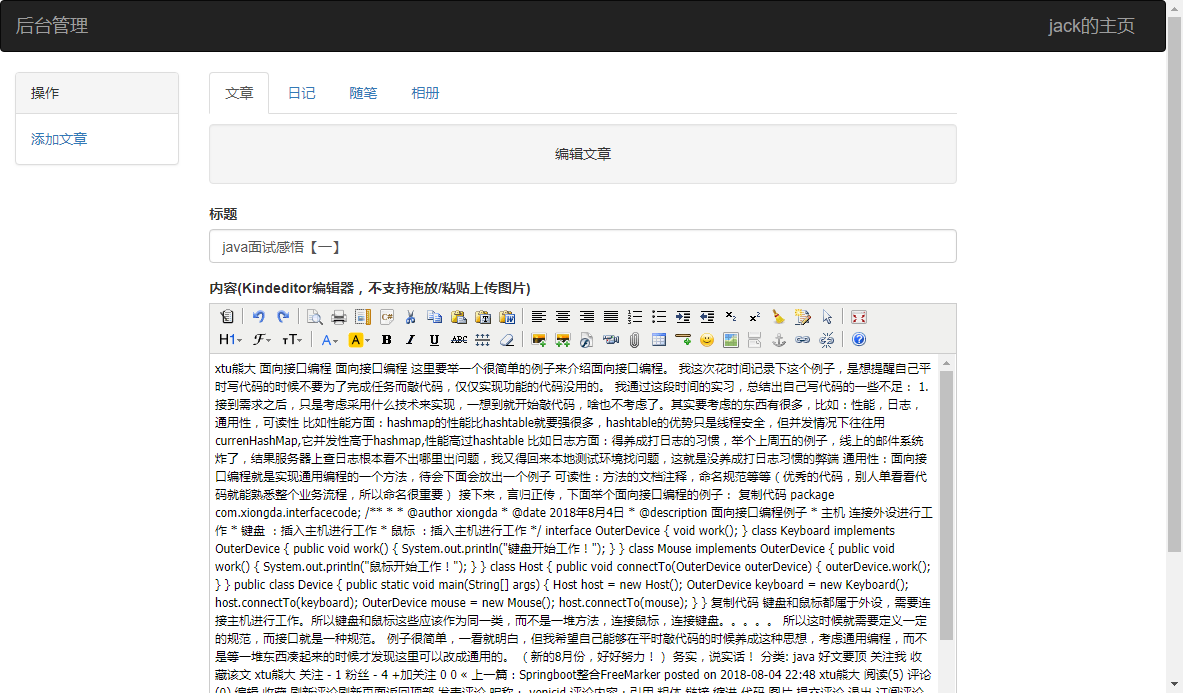 后台管理 jack的主页
操作
添加文章
文章 日记 随笔 相册
编辑文章
标题
java面试感悟【一】
内容(Kindeditor编辑器，不支持拖放/粘贴上传图片)
xtu能大 面向接口编程 面向接口编程 这里要举一个很简单的例子来介绍面向接口编程。 我这次花时间记录下这个例子，是想提醒自己平
时写代码的时候不要为了完成任务而敲代码，仅仅实现功能的代码没用的。 我通过这段时间的实习，总结出自己写代码的一些不足： 1.
接到需求之后，只是考虑采用什么技术来实现，一想到就开始敲代码，啥也不考虑了。其实要考虑的东西有很多，比如：性能，日志，
通用性，可读性 比如性能方面：hashmap的性能比hashtable就要强很多，hashtable的优势只是线程安全，但并发情况下往往用
currenHashMap,它并发性高于hashmap,性能高过hashtable 比如日志方面：得养成打日志的习惯，举个上周五的例子，线上的邮件系统
炸了，结果服务器上查日志根本看不出哪里出问题，我又得回来本地测试环境找问题，这就是没养成打日志习惯的弊端 通用性：面向接
口编程就是实现通用编程的一个方法，待会下面会放出一个例子 可读性：方法的文档注释，命名规范等等（优秀的代码，别人单看看代
码就能熟悉整个业务流程，所以命名很重要） 接下来，言归正传，下面举个面向接口编程的例子： 复制代码 package
com.xiongda.interfacecode; /** * * @author xiongda * @date 2018年8月4日 * @description 面向接口编程例子 * 主机 连接外设进行工
作 * 键盘 ：插入主机进行工作 * 鼠标 ：插入主机进行工作 */ interface OuterDevice { void work(); } class Keyboard implements
OuterDevice { public void work() { System.out.println("键盘开始工作！"); } } class Mouse implements OuterDevice { public void
work() { System.out.println("鼠标开始工作！"); } } class Host { public void connectTo(OuterDevice outerDevice) { outerDevice.work();
} } public class Device { public static void main(String[] args) { Host host = new Host(); OuterDevice keyboard = new Keyboard();
host.connectTo(keyboard); OuterDevice mouse = new Mouse(); host.connectTo(mouse); } } 复制代码 键盘和鼠标都属于外设，需要连
接主机进行工作。所以键盘和鼠标这些应该作为同一类，而不是一堆方法，连接鼠标，连接键盘。。。。。 所以这时候就需要定义一定
的规范，而接口就是一种规范。 例子很简单，一看就明白，但我希望自己能够在平时敲代码的时候养成这种思想，考虑通用编程，而不
是等一堆东西凑起来的时候才发现这里可以改成通用的。 （新的8月份，好好努力！ ）务实，说实话！ 分类: java 好文要顶 关注我 收
藏该文 xtu能大 关注 - 1 粉丝 - 4 +加关注 0 0 « 上一篇：Springboot整合FreeMarker posted on 2018-08-04 22:48 xtu能大 阅读(5) 评论
(0) 编辑 收藏 刷新评论刷新页面返回顶部 发表评论 昵称：